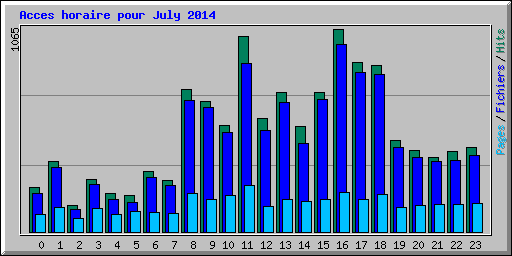 Acces horaire pour July 2014
1065
Pages / Fichiers / Hits
0 1 2 3 4 5 6 7 8 9 10 11 12 13 14 15 16 17 18 19 20 21 22 23